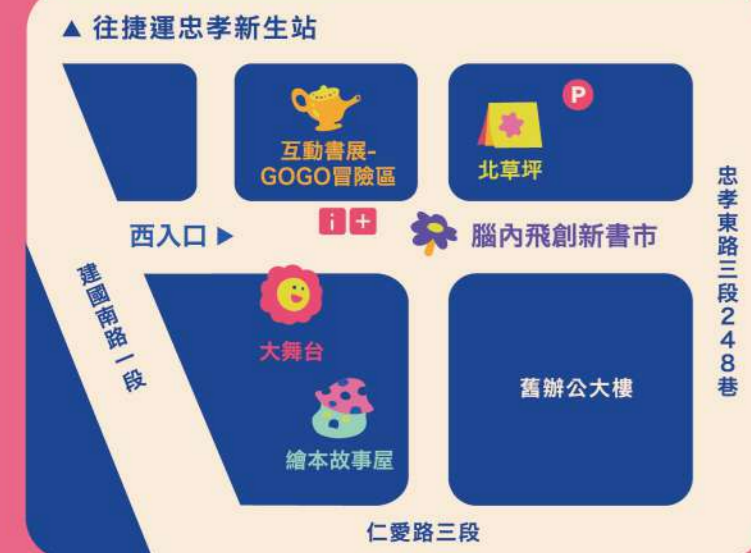 ▲ 往捷運忠孝新生站
互動書展-
GOGO冒險區
P
北草坪
西入口 ▶
i +
腦內飛創新書市
忠孝東路三段248巷
建國南路一段
大舞台
舊辦公大樓
繪本故事屋
仁愛路三段